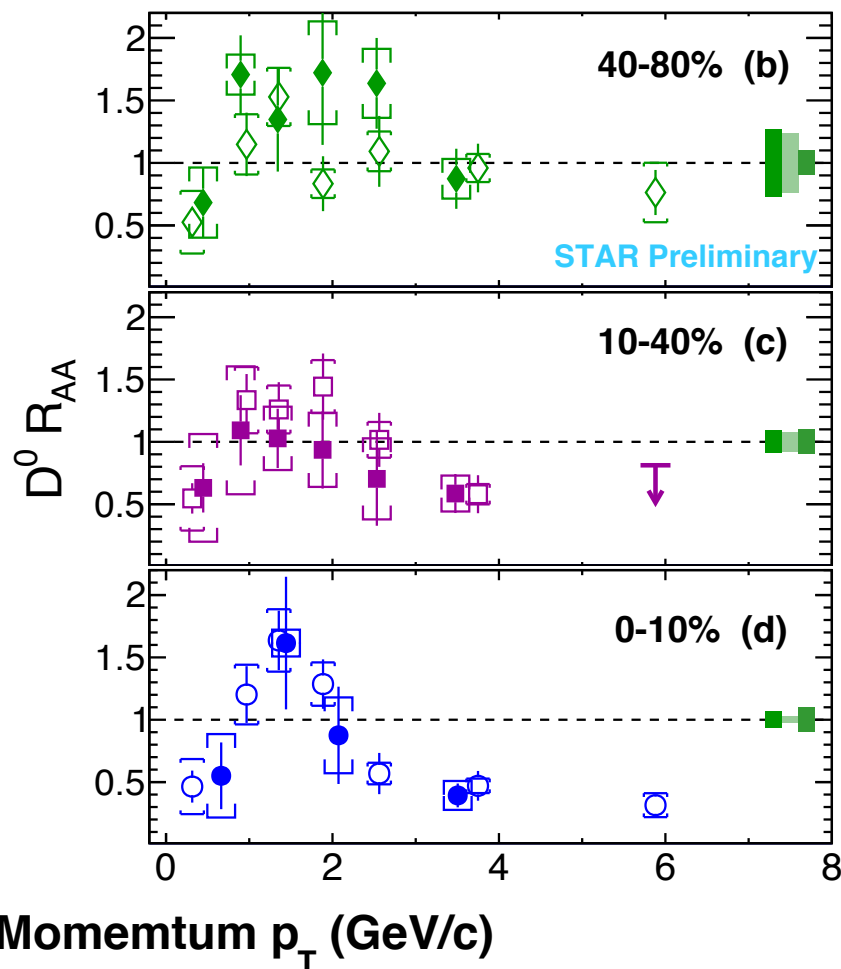 2
1.5
1
0.5
40-80% (b)
STAR Preliminary
2
1.5
1
0.5
10-40% (c)
D⁰ R_AA
2
1.5
1
0.5
0-10% (d)
0 2 4 6 8
Momemtum p_T (GeV/c)